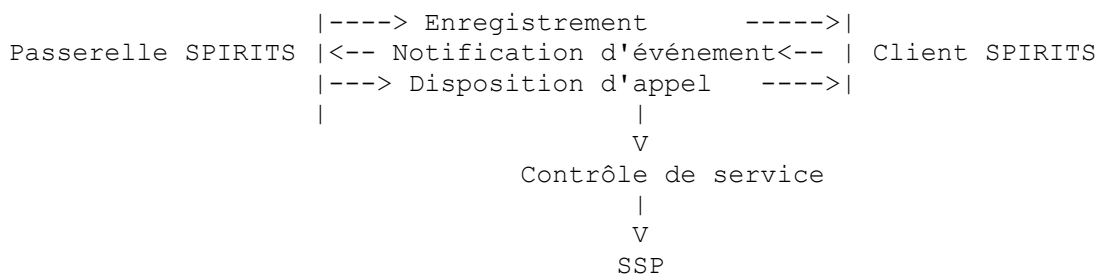 |----> Enregistrement ----->|
Passerelle SPIRITS |<-- Notification d'événement<-- | Client SPIRITS
|---> Disposition d'appel ---->|
| |
V
Contrôle de service
|
V
SSP